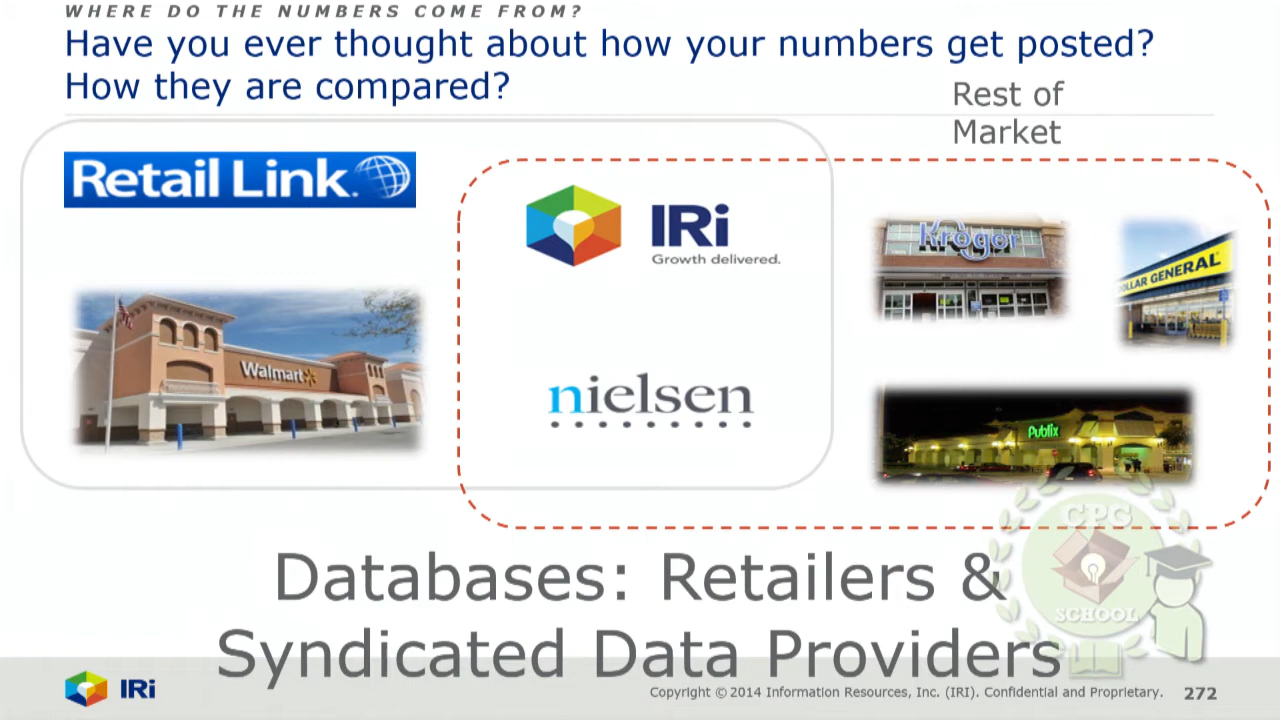 WHERE DO THE NUMBERS COME FROM?
Have you ever thought about how your numbers get posted?
How they are compared?
Rest of
Market
Retail Link.
IRi
Growth delivered.
Kroger
DOLLAR GENERAL
Walmart
nielsen
Publix
CPG
SCHOOL
Databases: Retailers &
Syndicated Data Providers
IRi
Copyright © 2014 Information Resources, Inc. (IRI). Confidential and Proprietary.
272